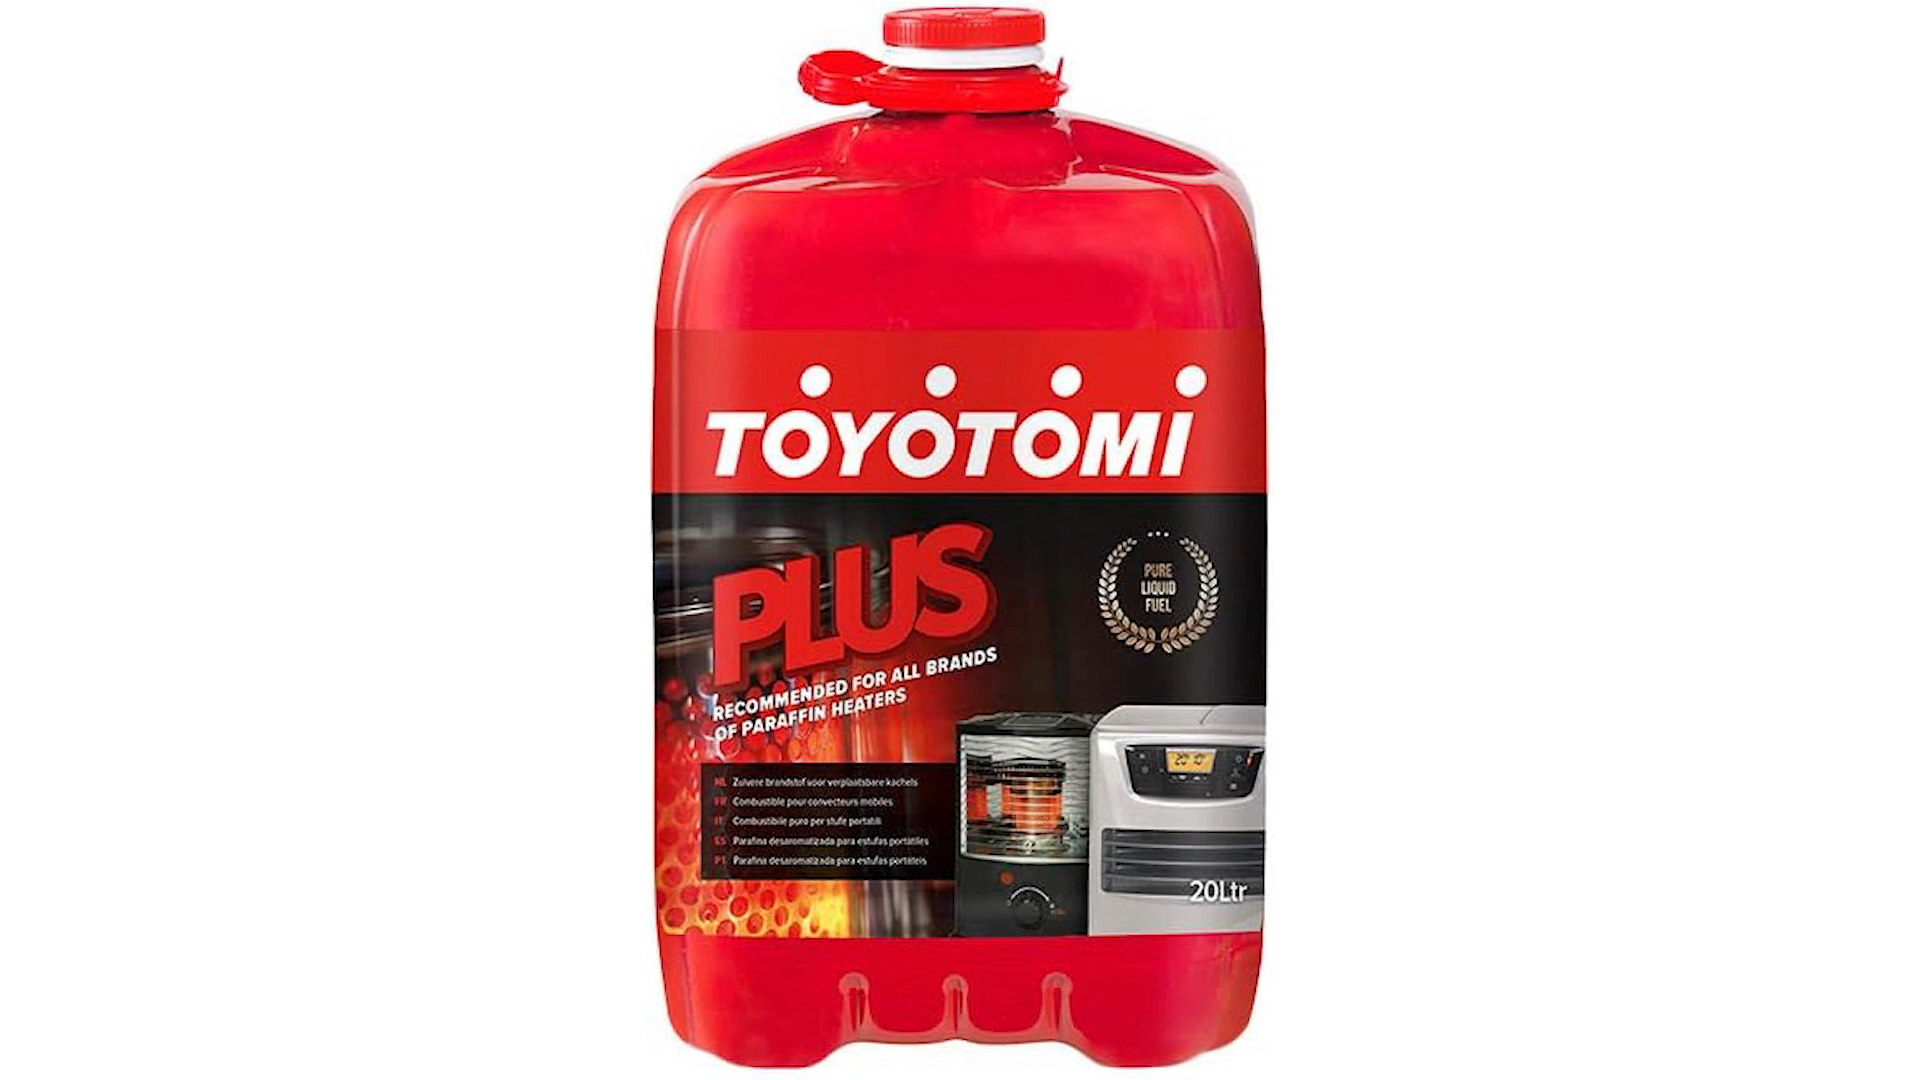 TOYOTOMI
PLUS
RECOMMENDED FOR ALL BRANDS
OF PARAFFIN HEATERS
PURE
LIQUID
FUEL
NL Zuivere brandstof voor verplaatsbare kachels
FR Combustible pour convecteurs mobiles
IT Combustibile puro per stufe portatili
ES Parafina desaromatizada para estufas portátiles
PT Parafina desaromatizada para estufas portáteis
20:10
20Ltr